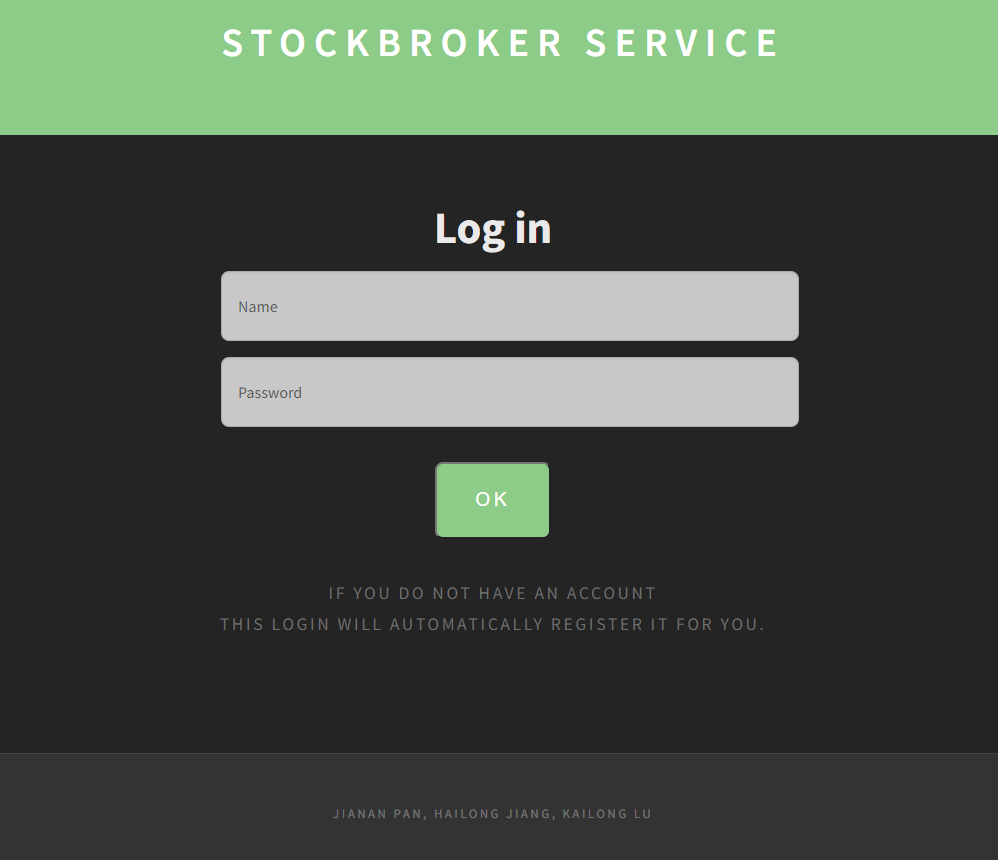 STOCKBROKER SERVICE
Log in
Name
Password
OK
IF YOU DO NOT HAVE AN ACCOUNT
THIS LOGIN WILL AUTOMATICALLY REGISTER IT FOR YOU.
JIANAN PAN, HAILONG JIANG, KAILONG LU